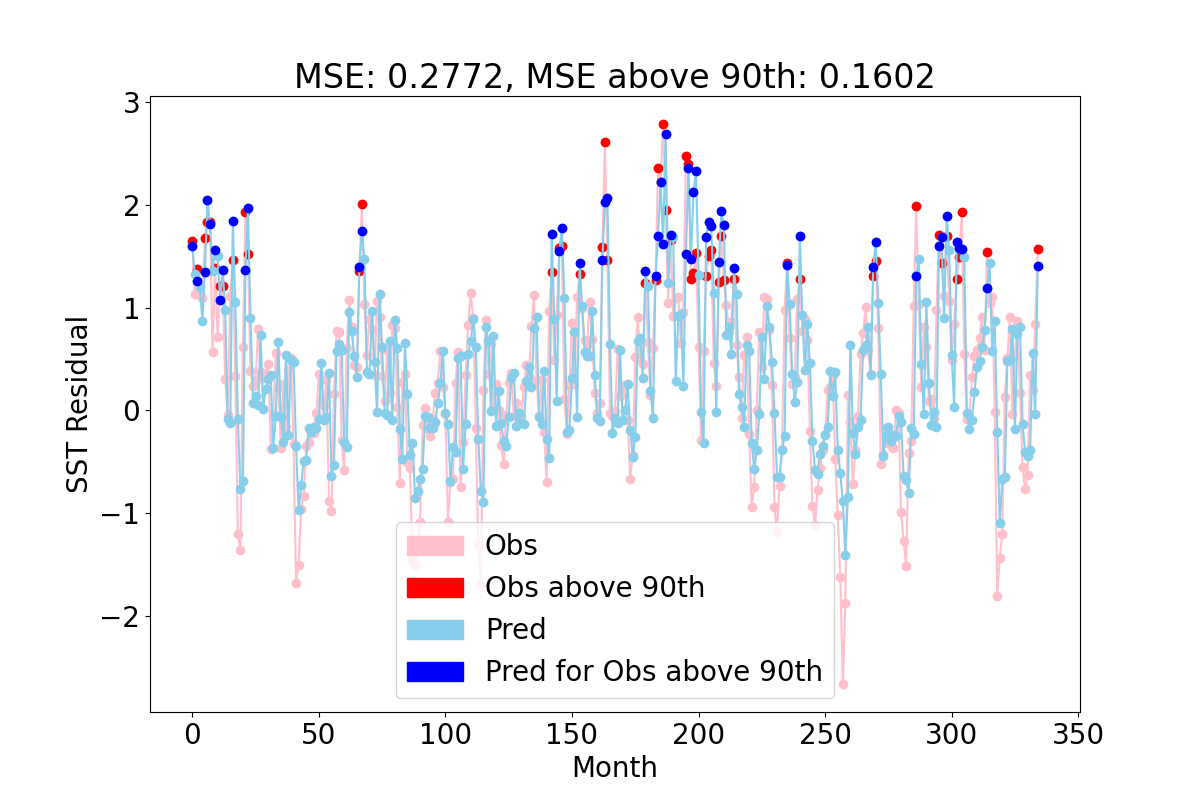 MSE: 0.2772, MSE above 90th: 0.1602
3
2
1
0
−1
−2
SST Residual
Obs
Obs above 90th
Pred
Pred for Obs above 90th
0 50 100 150 200 250 300 350
Month